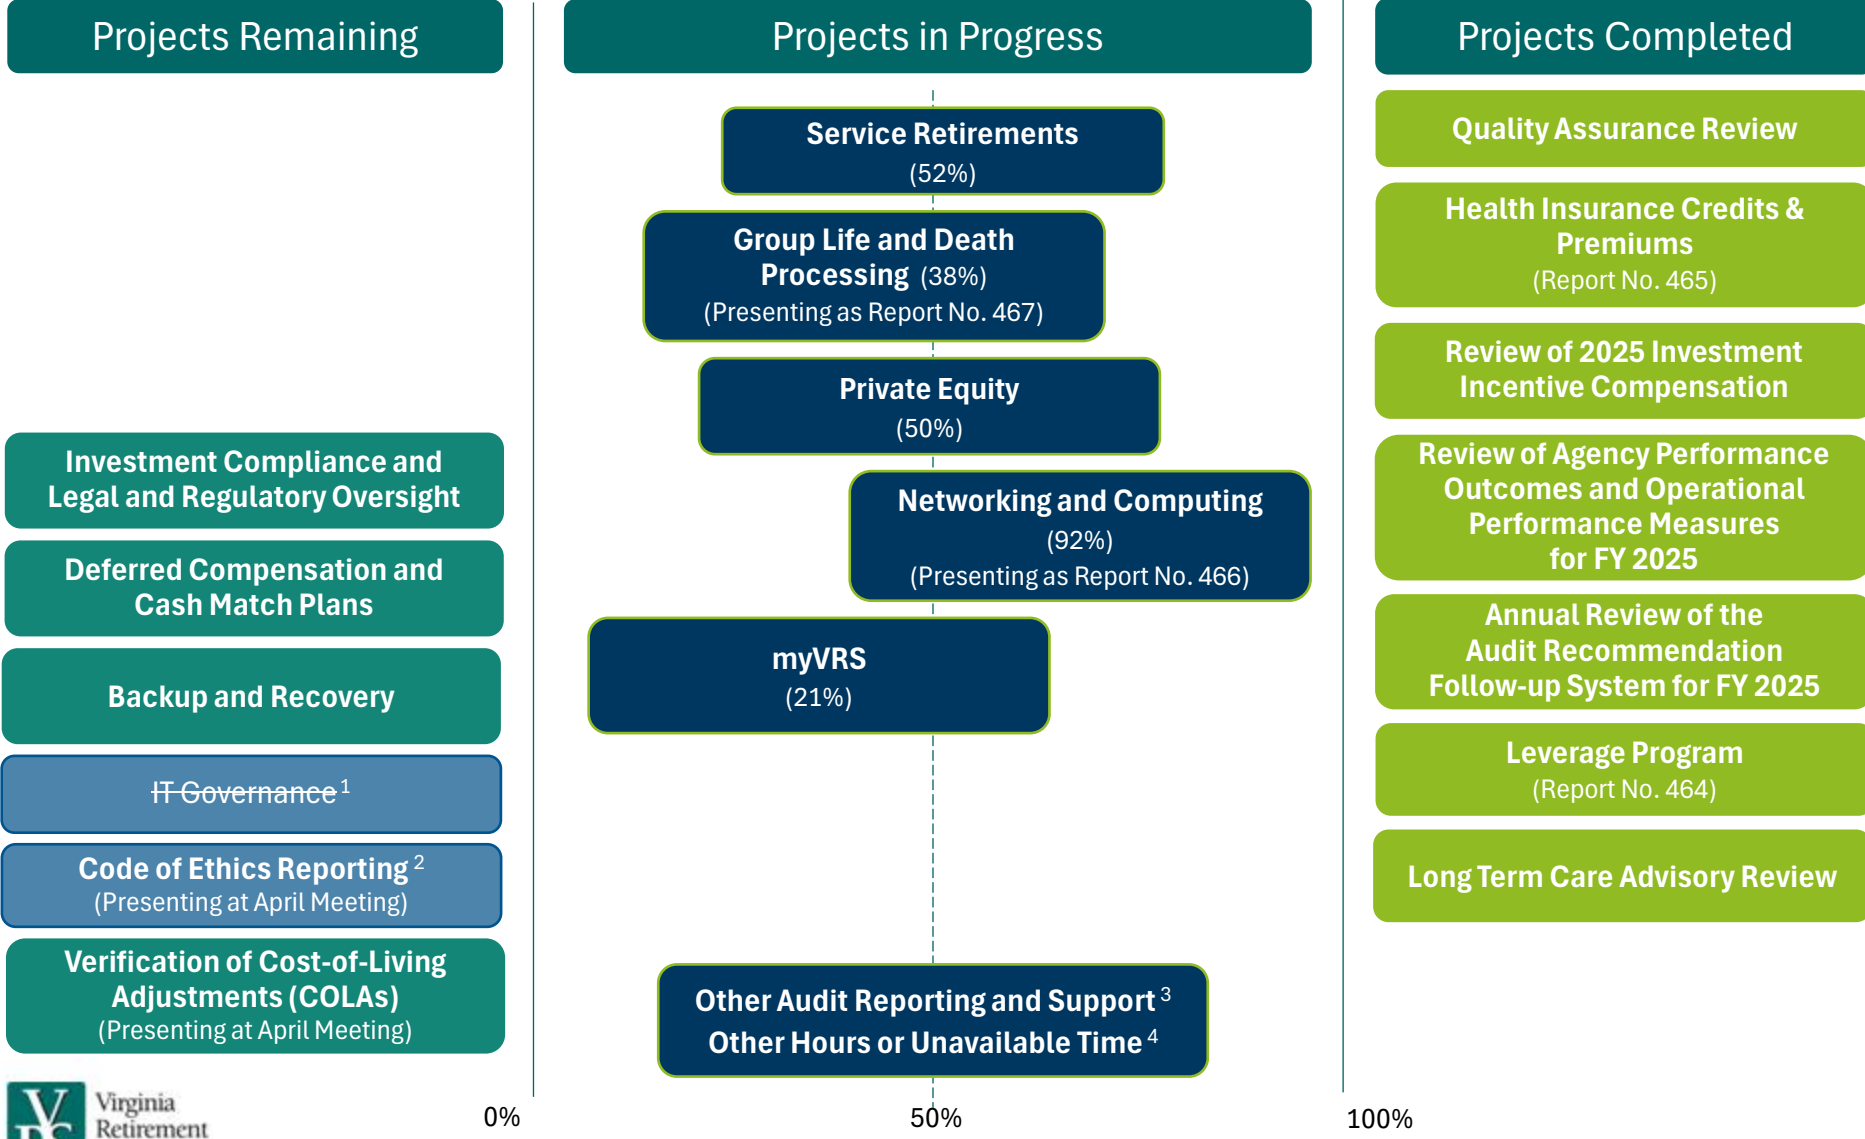 Projects Remaining
Investment Compliance and
Legal and Regulatory Oversight
Deferred Compensation and
Cash Match Plans
Backup and Recovery
IT Governance 1
Code of Ethics Reporting 2
(Presenting at April Meeting)
Verification of Cost-of-Living
Adjustments (COLAs)
(Presenting at April Meeting)
Projects in Progress
Service Retirements
(52%)
Group Life and Death
Processing (38%)
(Presenting as Report No. 467)
Private Equity
(50%)
Networking and Computing
(92%)
(Presenting as Report No. 466)
myVRS
(21%)
Other Audit Reporting and Support 3
Other Hours or Unavailable Time 4
Projects Completed
Quality Assurance Review
Health Insurance Credits &
Premiums
(Report No. 465)
Review of 2025 Investment
Incentive Compensation
Review of Agency Performance
Outcomes and Operational
Performance Measures
for FY 2025
Annual Review of the
Audit Recommendation
Follow-up System for FY 2025
Leverage Program
(Report No. 464)
Long Term Care Advisory Review
Virginia
Retirement
0%
50%
100%